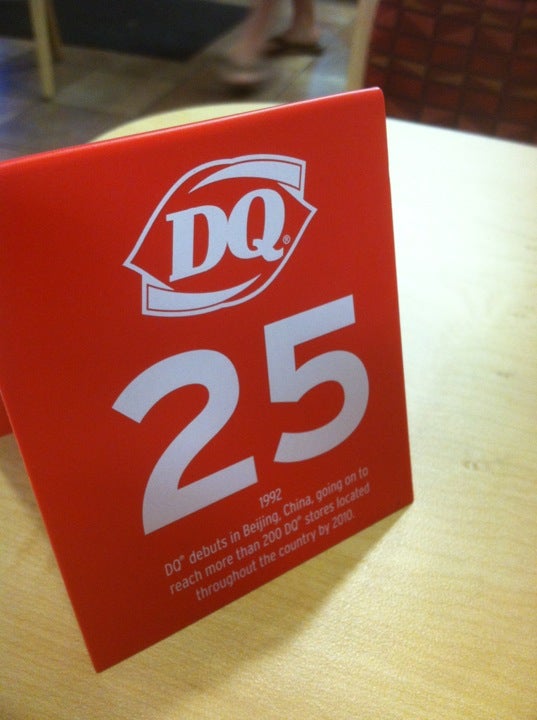 DQ®
25
1992
DQ® debuts in Beijing, China, going on to
reach more than 200 DQ® stores located
throughout the country by 2010.